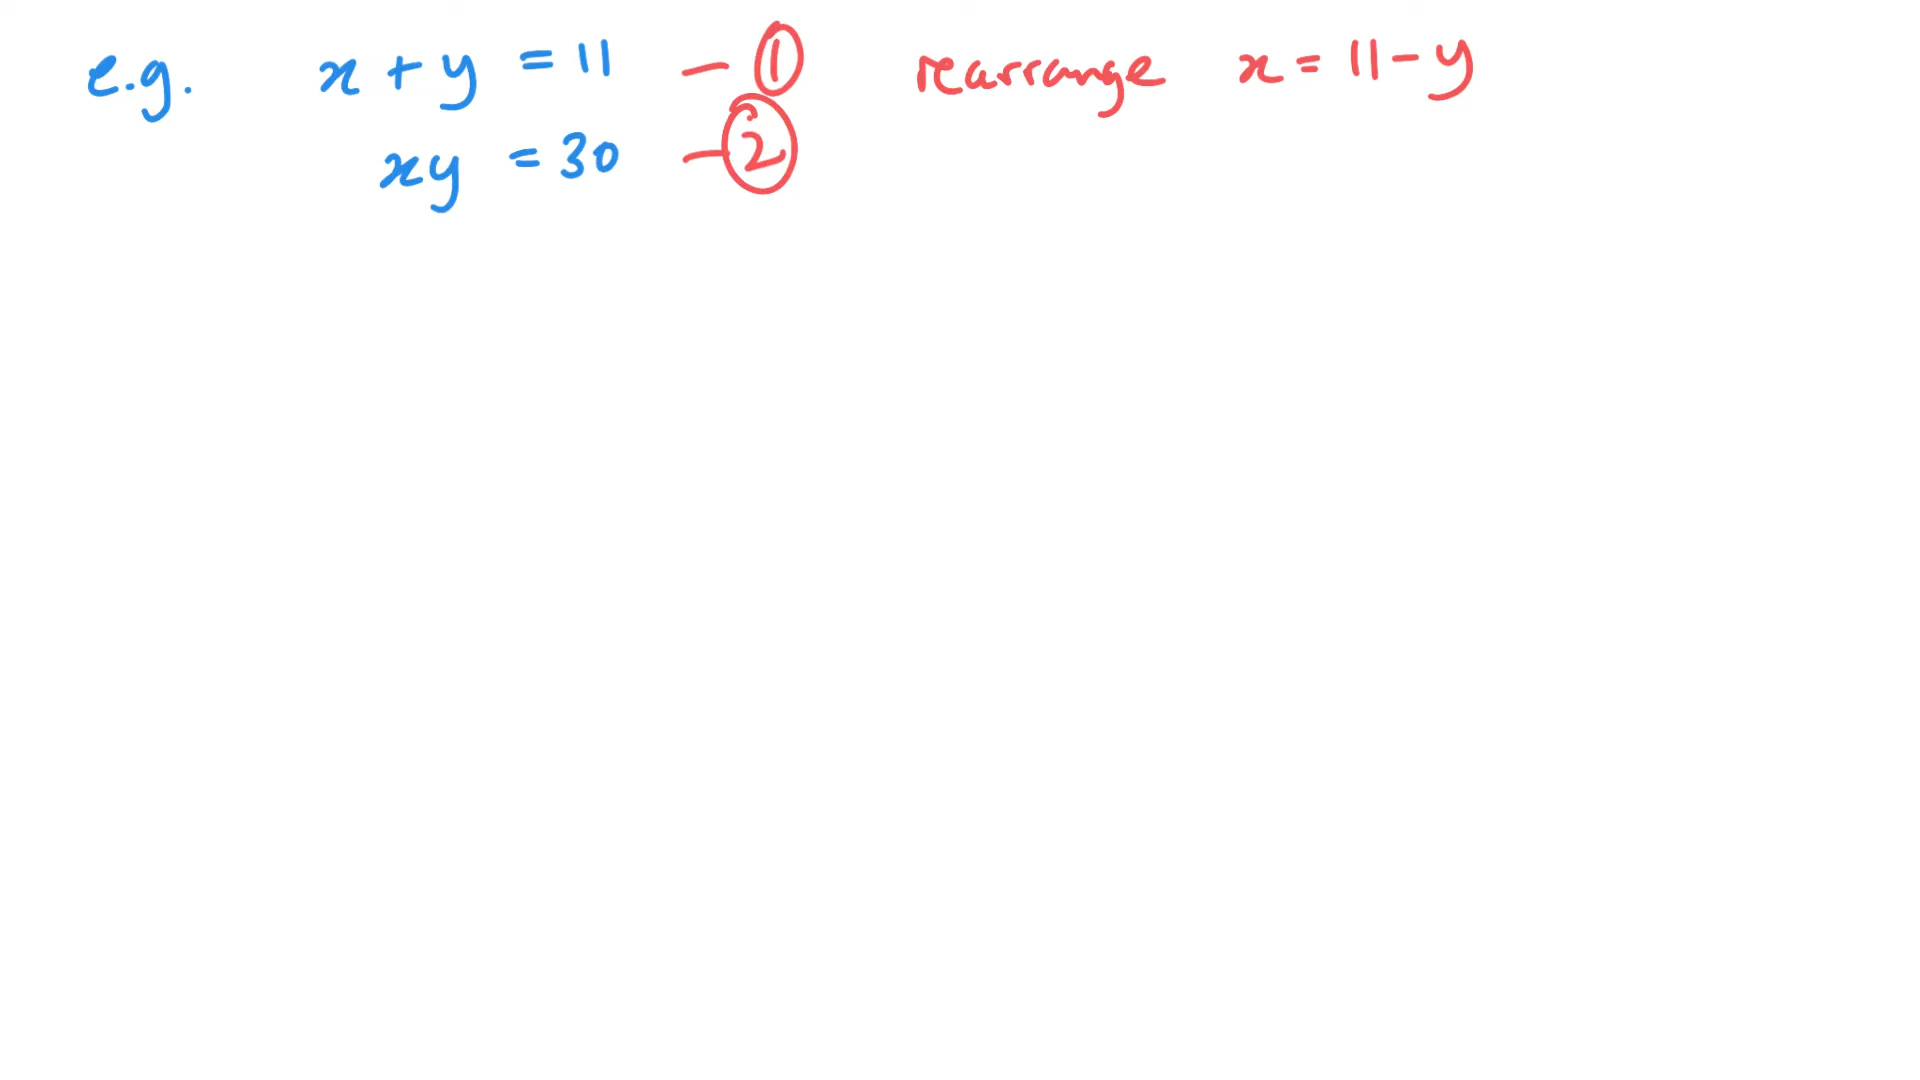 e.g. x + y = 11 — ① rearrange x = 11 - y
xy = 30 — ②